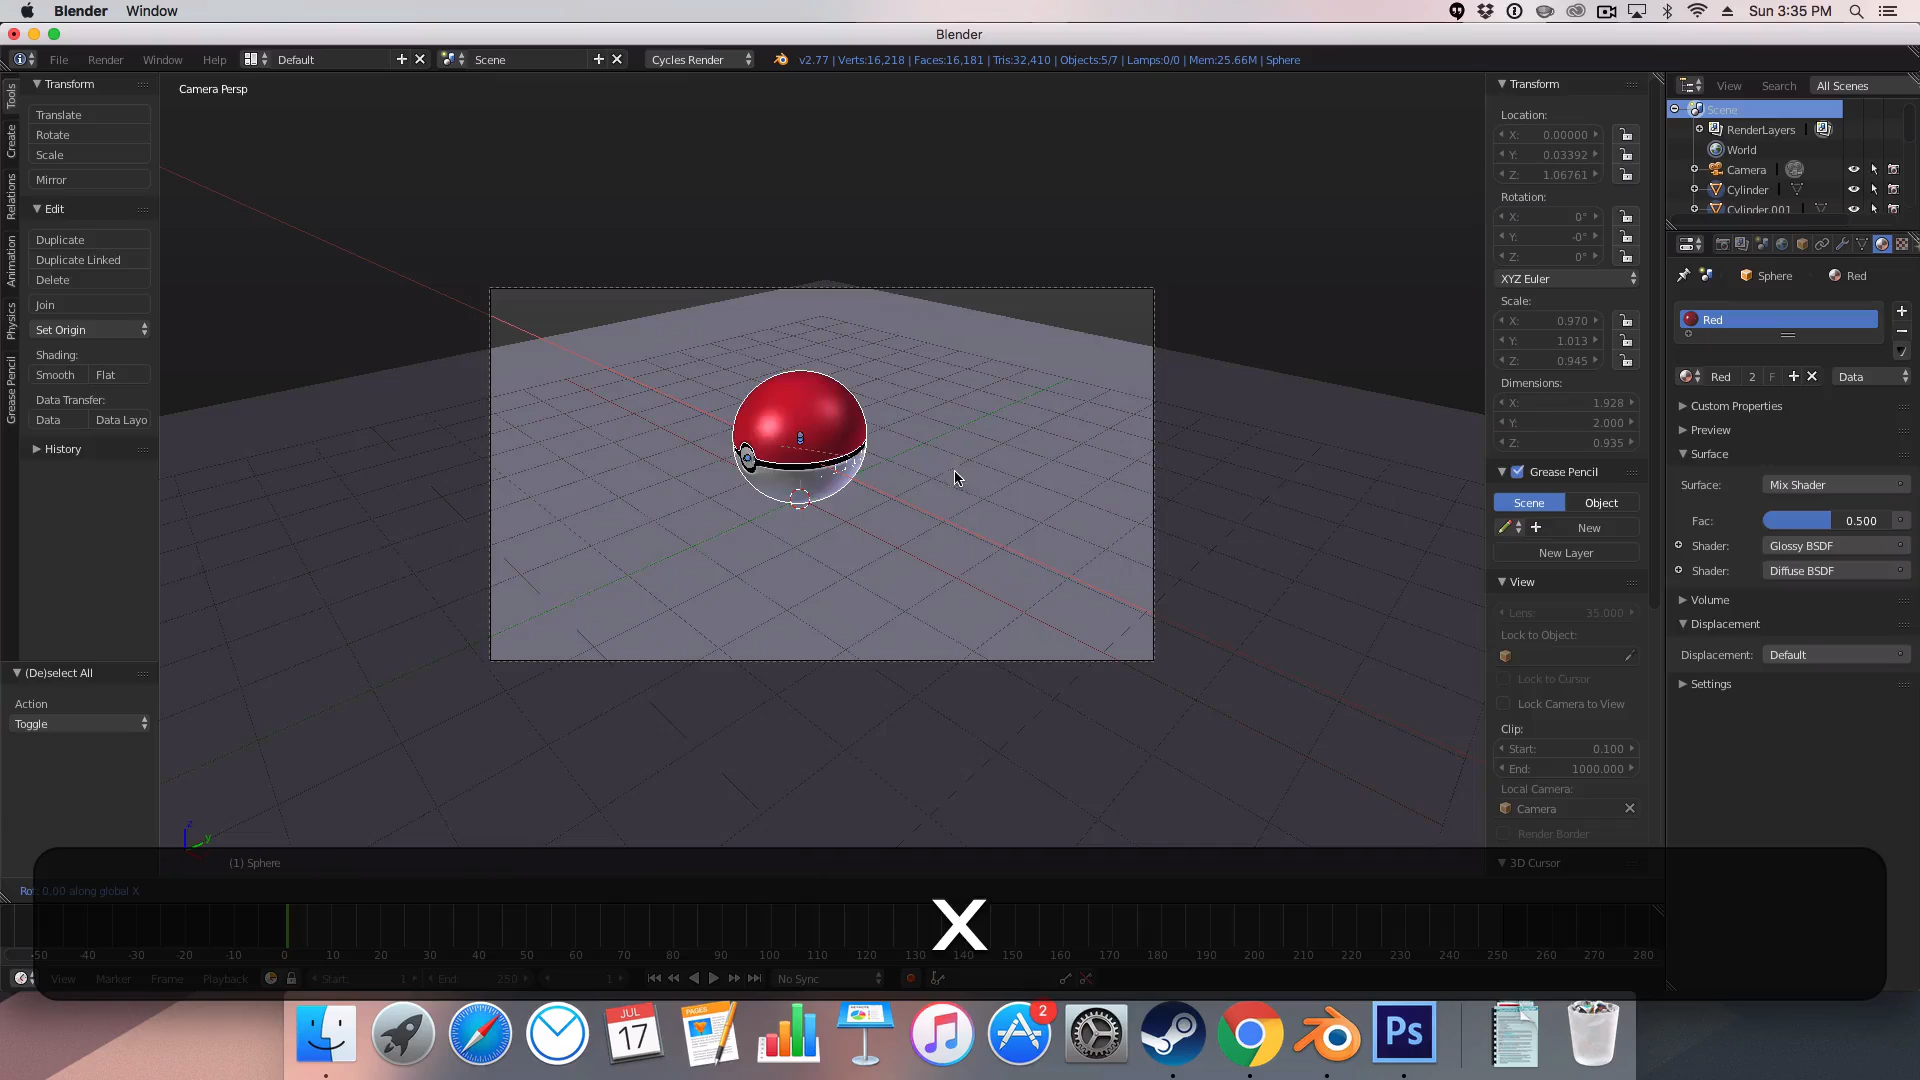 Blender Window
Sun 3:35 PM
Blender
File Render Window Help Default Scene Cycles Render v2.77 | Verts:16,218 | Faces:16,181 | Tris:32,410 | Objects:5/7 | Lamps:0/0 | Mem:25.66M | Sphere
Tools
Create
Relations
Animation
Physics
Grease Pencil
Transform
Translate
Rotate
Scale
Mirror
Edit
Duplicate
Duplicate Linked
Delete
Join
Set Origin
Shading:
Smooth Flat
Data Transfer:
Data Data Layo
History
(De)select All
Action
Toggle
Camera Persp
z
y
(1) Sphere
Transform
Location:
X: 0.00000
Y: 0.03392
Z: 1.06761
Rotation:
X: 0°
Y: -0°
Z: 0°
XYZ Euler
Scale:
X: 0.970
Y: 1.013
Z: 0.945
Dimensions:
X: 1.928
Y: 2.000
Z: 0.935
Grease Pencil
Scene Object
New
New Layer
View
Lens: 35.000
Lock to Object:
Lock to Cursor
Lock Camera to View
Clip:
Start: 0.100
End: 1000.000
Local Camera:
Camera
Render Border
3D Cursor
View Search All Scenes
Scene
RenderLayers
World
Camera
Cylinder
Cylinder.001
Sphere Red
Red
Red 2 F Data
Custom Properties
Preview
Surface
Surface: Mix Shader
Fac: 0.500
Shader: Glossy BSDF
Shader: Diffuse BSDF
Volume
Displacement
Displacement: Default
Settings
Rot: 0.00 along global X
X
-50 -40 -30 -20 -10 0 10 20 30 40 50 60 70 80 90 100 110 120 130 140 150 160 170 180 190 200 210 220 230 240 250 260 270 280
View Marker Frame Playback Start: 1 End: 250 1 No Sync
JUL
17
PAGES
2
Ps